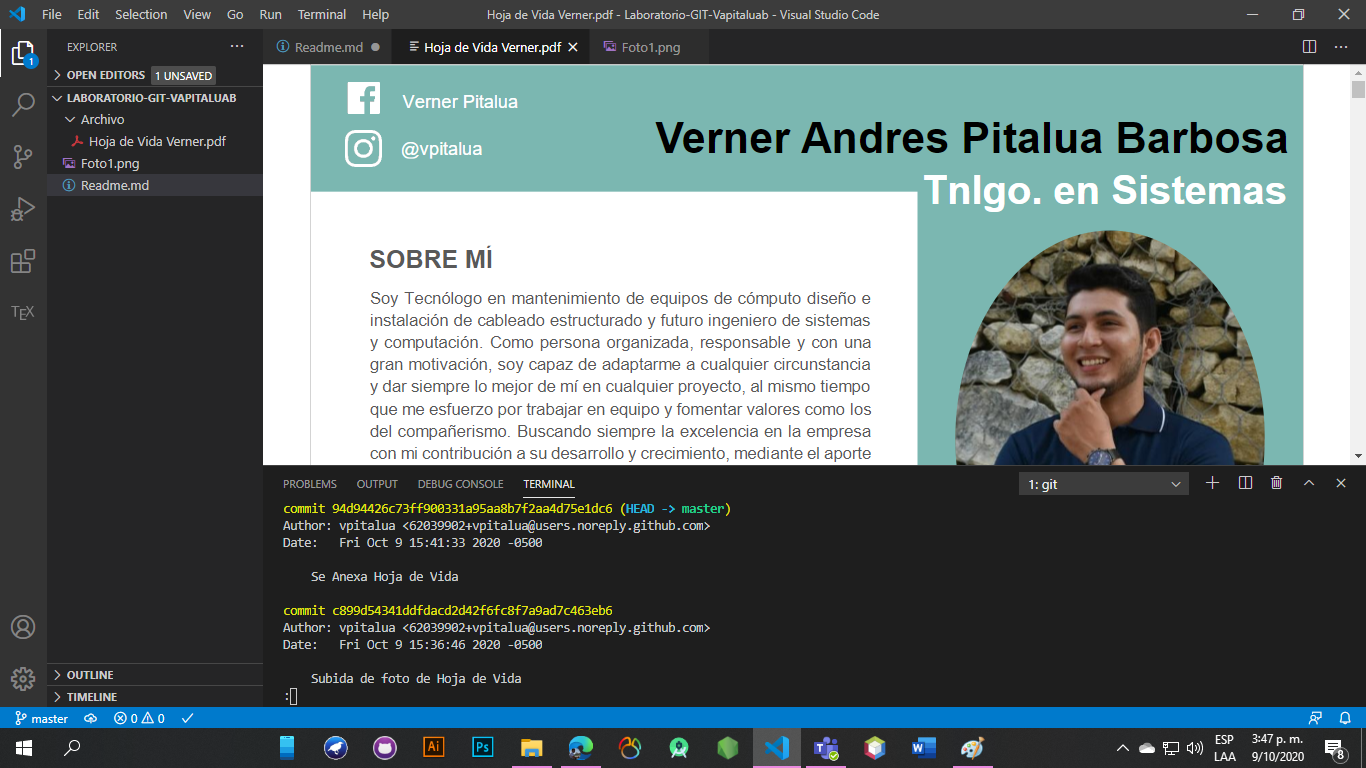 File Edit Selection View Go Run Terminal Help
Hoja de Vida Verner.pdf - Laboratorio-GIT-Vapitaluab - Visual Studio Code
EXPLORER
1
OPEN EDITORS 1 UNSAVED
LABORATORIO-GIT-VAPITALUAB
Archivo
Hoja de Vida Verner.pdf
Foto1.png
Readme.md
TEX
OUTLINE
TIMELINE
Readme.md
Hoja de Vida Verner.pdf
Foto1.png
Verner Pitalua
@vpitalua
Verner Andres Pitalua Barbosa
Tnlgo. en Sistemas
SOBRE MÍ
Soy Tecnólogo en mantenimiento de equipos de cómputo diseño e
instalación de cableado estructurado y futuro ingeniero de sistemas
y computación. Como persona organizada, responsable y con una
gran motivación, soy capaz de adaptarme a cualquier circunstancia
y dar siempre lo mejor de mí en cualquier proyecto, al mismo tiempo
que me esfuerzo por trabajar en equipo y fomentar valores como los
del compañerismo. Buscando siempre la excelencia en la empresa
con mi contribución a su desarrollo y crecimiento, mediante el aporte
PROBLEMS OUTPUT DEBUG CONSOLE TERMINAL
1: git
commit 94d94426c73ff900331a95aa8b7f2aa4d75e1dc6 (HEAD -> master)
Author: vpitalua <62039902+vpitalua@users.noreply.github.com>
Date:   Fri Oct 9 15:41:33 2020 -0500
Se Anexa Hoja de Vida
commit c899d54341ddfdacd2d42f6fc8f7a9ad7c463eb6
Author: vpitalua <62039902+vpitalua@users.noreply.github.com>
Date:   Fri Oct 9 15:36:46 2020 -0500
Subida de foto de Hoja de Vida
:
master
0 0
Ai
Ps
W
ESP
LAA
3:47 p. m.
9/10/2020
8